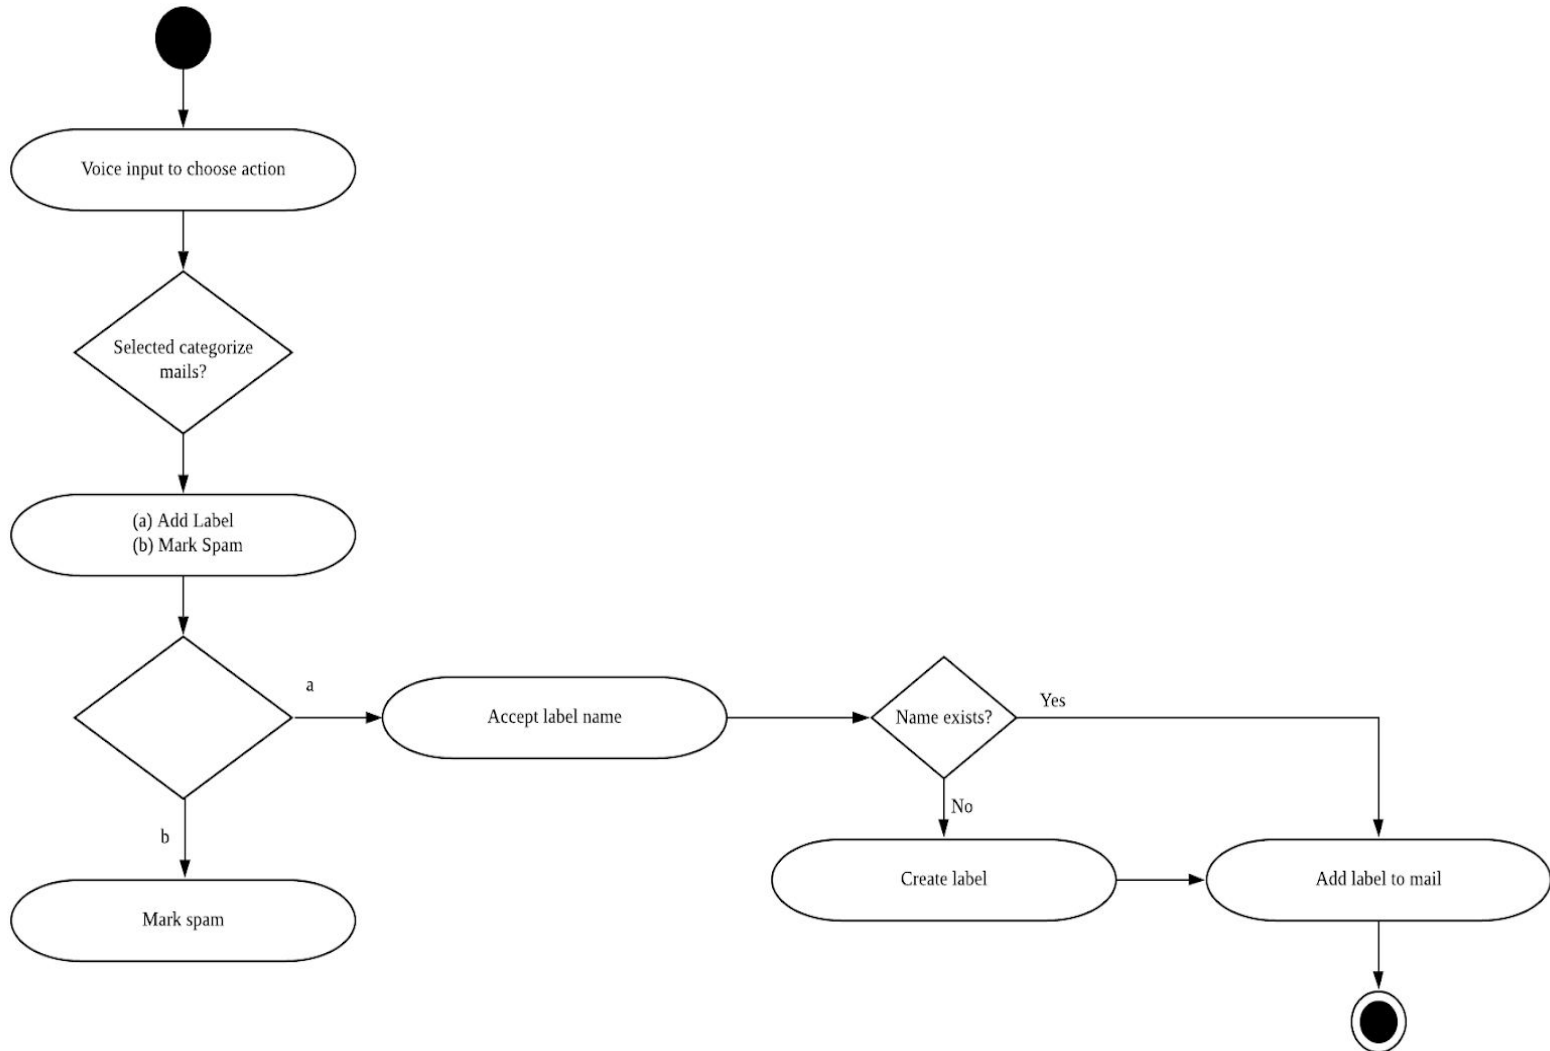 Voice input to choose action
Selected categorize
mails?
(a) Add Label
(b) Mark Spam
a
Accept label name
Name exists?
Yes
No
b
Create label
Add label to mail
Mark spam